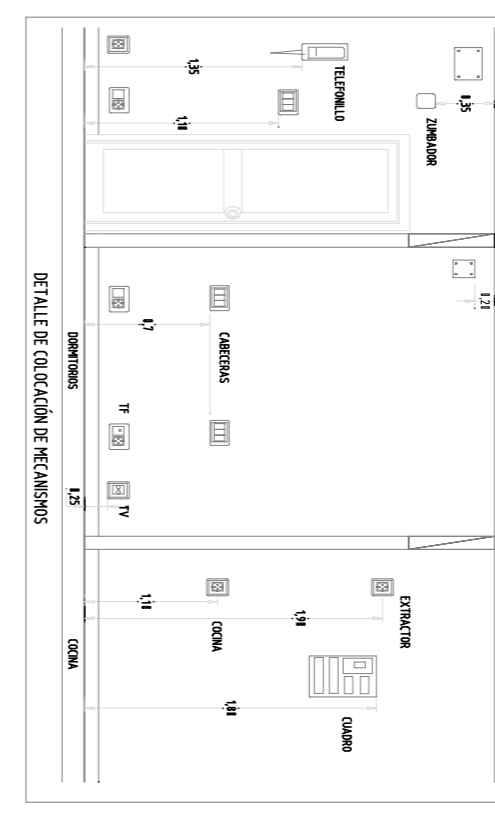 0,35
0,20
ZUMBADOR
EXTRACTOR
TELEFONILLO
CUADRO
1,90
1,80
CABECERAS
COCINA
1,35
1,10
0,7
1,10
TF
TV
0,25
DORMITORIOS
COCINA
DETALLE DE COLOCACIÓN DE MECANISMOS